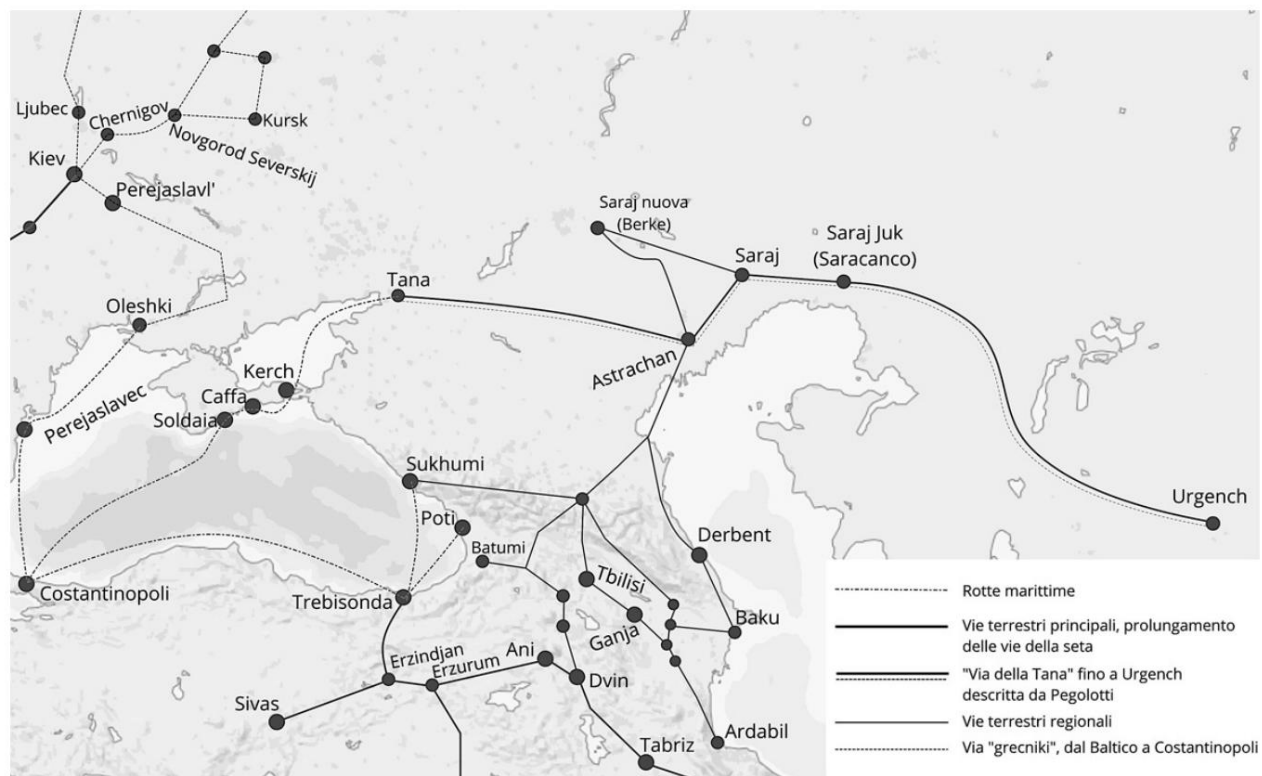 Ljubec
Chernigov
Kursk
Novgorod Severskij
Kiev
Perejaslavl'
Saraj nuova
(Berke)
Saraj
Saraj Juk
(Saracanco)
Tana
Oleshki
Astrachan
Kerch
Caffa
Perejaslavec
Soldaia
Sukhumi
Urgench
Poti
Derbent
Batumi
Tbilisi
Costantinopoli
Trebisonda
Baku
Ganja
Ani
Erzindjan
Erzurum
Dvin
Sivas
Ardabil
Tabriz
Rotte marittime
Vie terrestri principali, prolungamento
delle vie della seta
"Via della Tana" fino a Urgench
descritta da Pegolotti
Vie terrestri regionali
Via "grecniki", dal Baltico a Costantinopoli